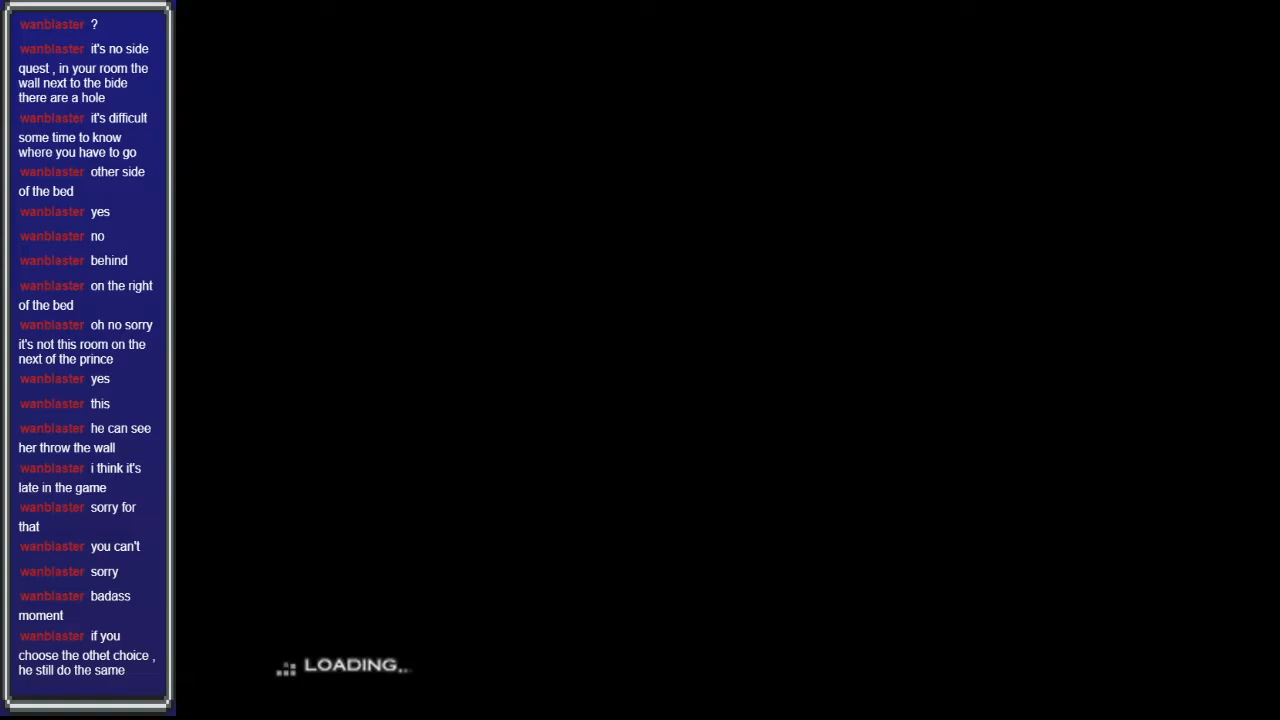 wanblaster ?
wanblaster it's no side
quest , in your room the
wall next to the bide
there are a hole
wanblaster it's difficult
some time to know
where you have to go
wanblaster other side
of the bed
wanblaster yes
wanblaster no
wanblaster behind
wanblaster on the right
of the bed
wanblaster oh no sorry
it's not this room on the
next of the prince
wanblaster yes
wanblaster this
wanblaster he can see
her throw the wall
wanblaster i think it's
late in the game
wanblaster sorry for
that
wanblaster you can't
wanblaster sorry
wanblaster badass
moment
wanblaster if you
choose the othet choice ,
he still do the same
LOADING...